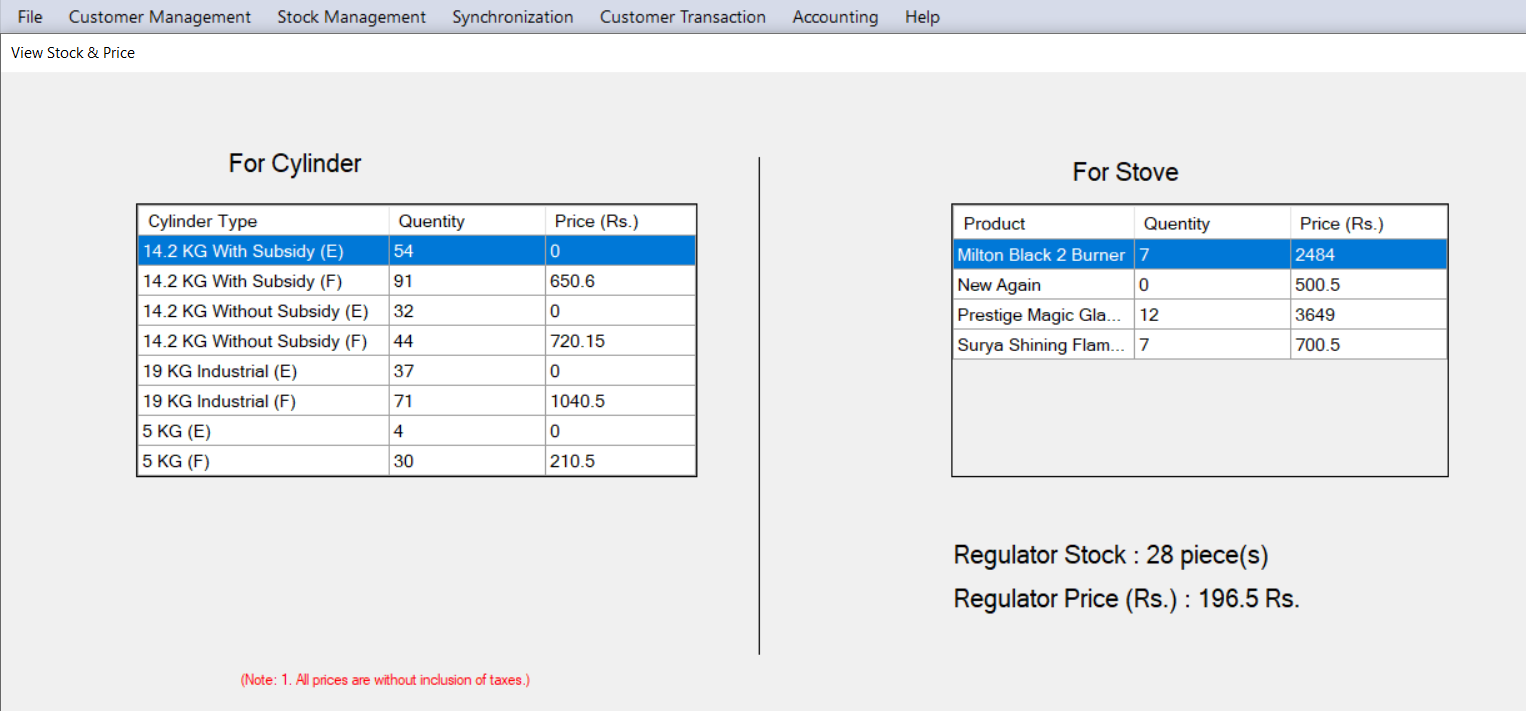 File Customer Management Stock Management Synchronization Customer Transaction Accounting Help
View Stock & Price
For Cylinder
Cylinder Type Quentity Price (Rs.)
14.2 KG With Subsidy (E) 54 0
14.2 KG With Subsidy (F) 91 650.6
14.2 KG Without Subsidy (E) 32 0
14.2 KG Without Subsidy (F) 44 720.15
19 KG Industrial (E) 37 0
19 KG Industrial (F) 71 1040.5
5 KG (E) 4 0
5 KG (F) 30 210.5
(Note: 1. All prices are without inclusion of taxes.)
For Stove
Product Quentity Price (Rs.)
Milton Black 2 Burner 7 2484
New Again 0 500.5
Prestige Magic Gla... 12 3649
Surya Shining Flam... 7 700.5
Regulator Stock : 28 piece(s)
Regulator Price (Rs.) : 196.5 Rs.